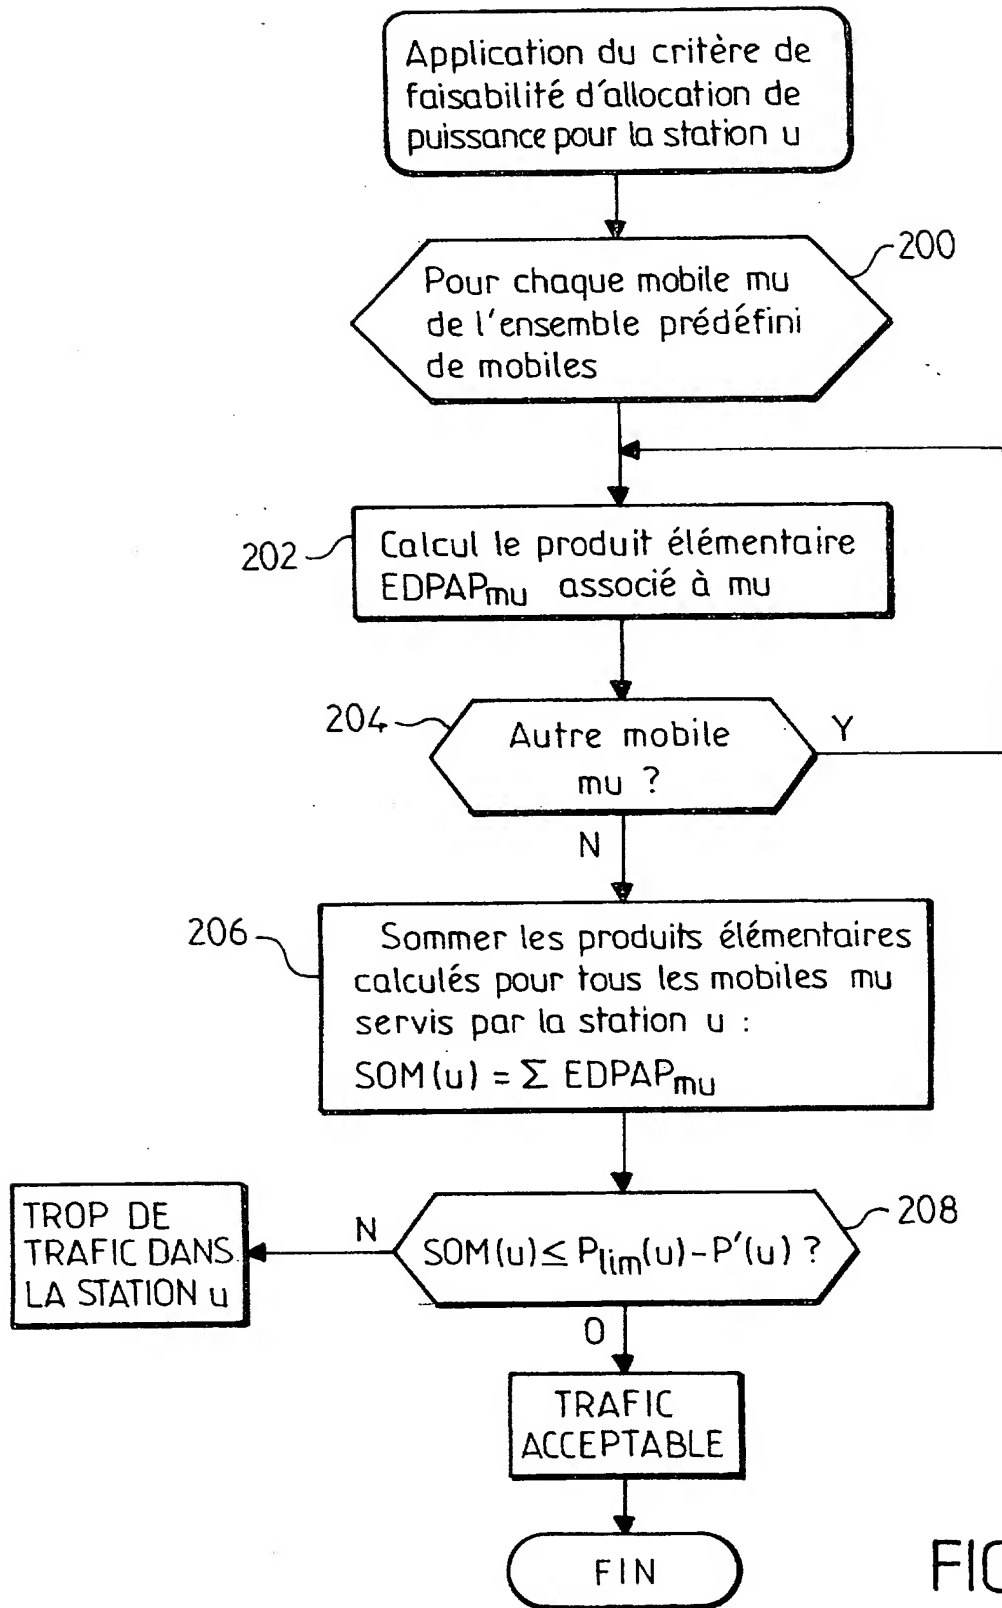 Application du critère de
faisabilité d'allocation de
puissance pour la station u
200
Pour chaque mobile mu
de l'ensemble prédéfini
de mobiles
202
Calcul le produit élémentaire
EDPAPmu associé à mu
204
Autre mobile
mu ?
Y
N
206
Sommer les produits élémentaires
calculés pour tous les mobiles mu
servis par la station u :
SOM(u) = Σ EDPAPmu
208
SOM(u) ≤ Plim(u) - P'(u) ?
N
TROP DE
TRAFIC DANS
LA STATION u
O
TRAFIC
ACCEPTABLE
FIN